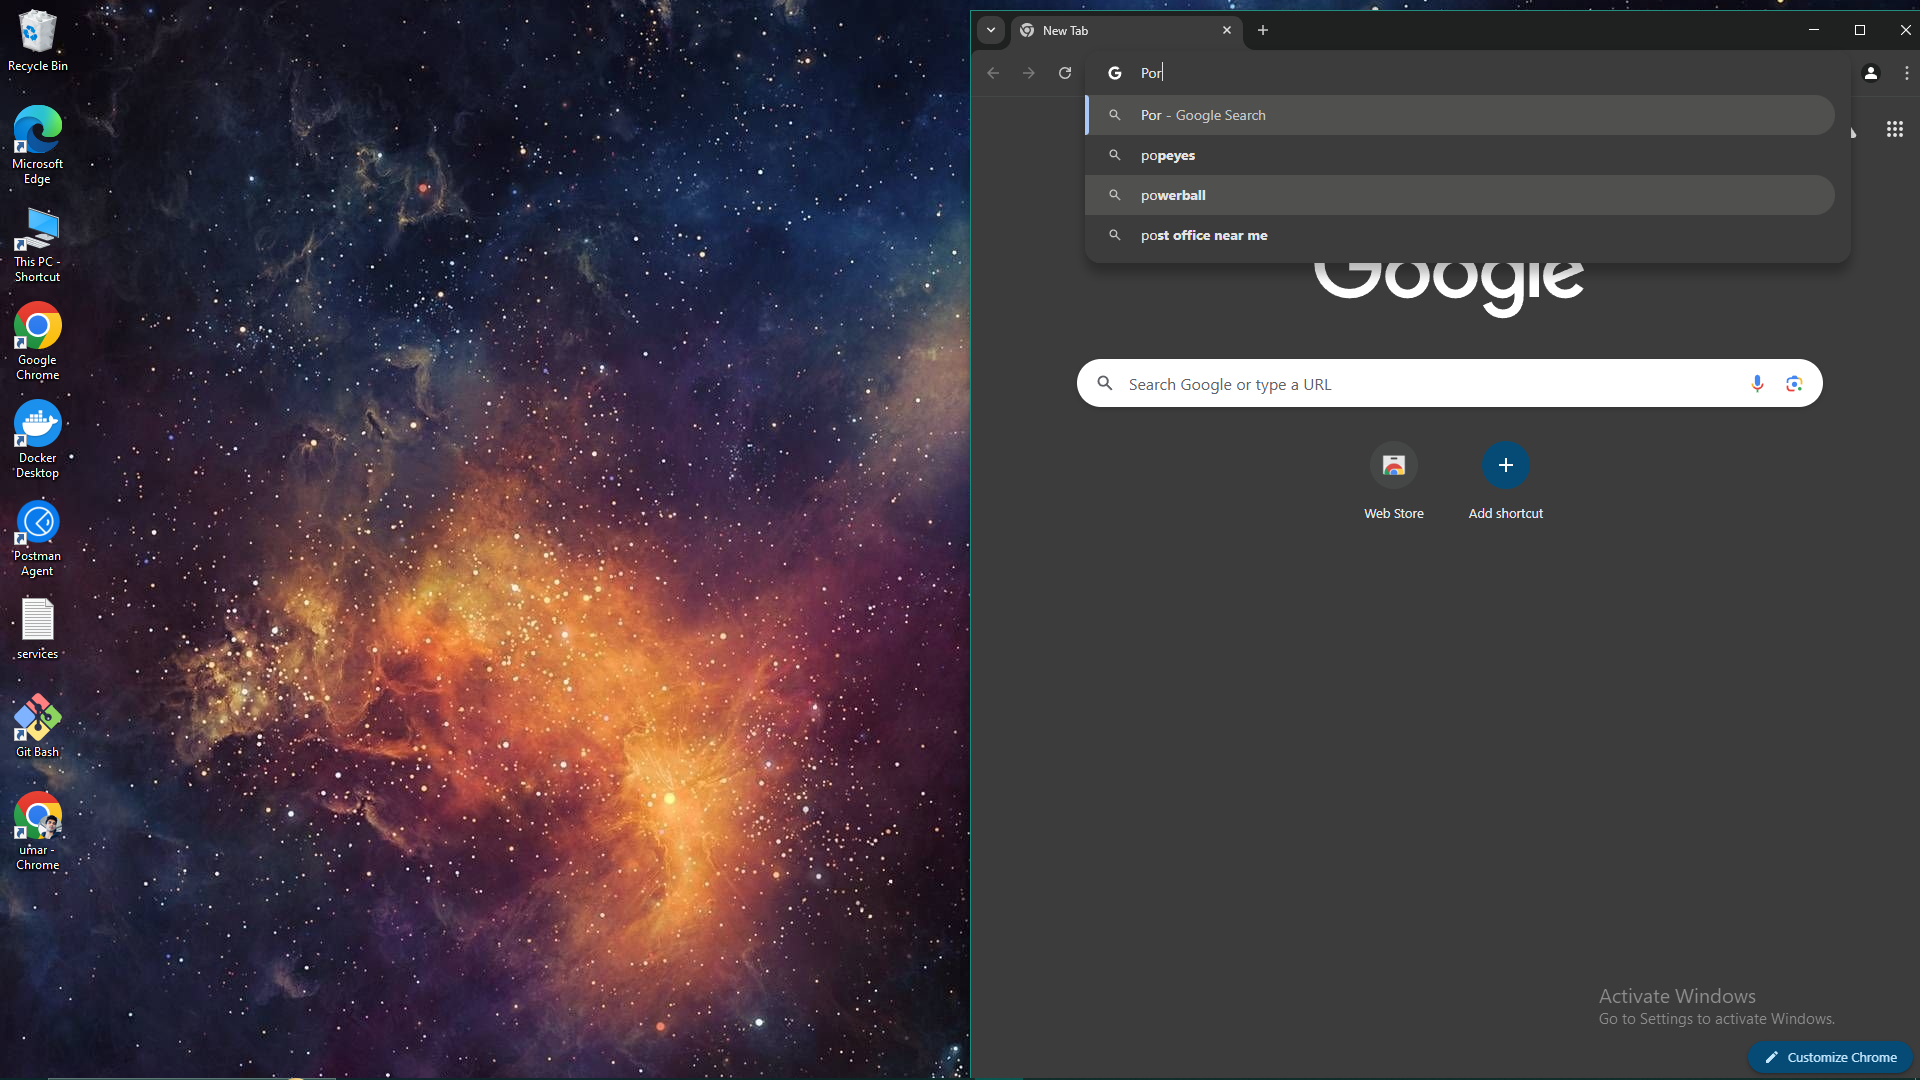 Recycle Bin
Microsoft
Edge
This PC -
Shortcut
Google
Chrome
Docker
Desktop
Postman
Agent
services
Git Bash
umar -
Chrome
New Tab
Por
Por - Google Search
popeyes
powerball
post office near me
Google
Search Google or type a URL
Web Store
Add shortcut
Activate Windows
Go to Settings to activate Windows.
Customize Chrome